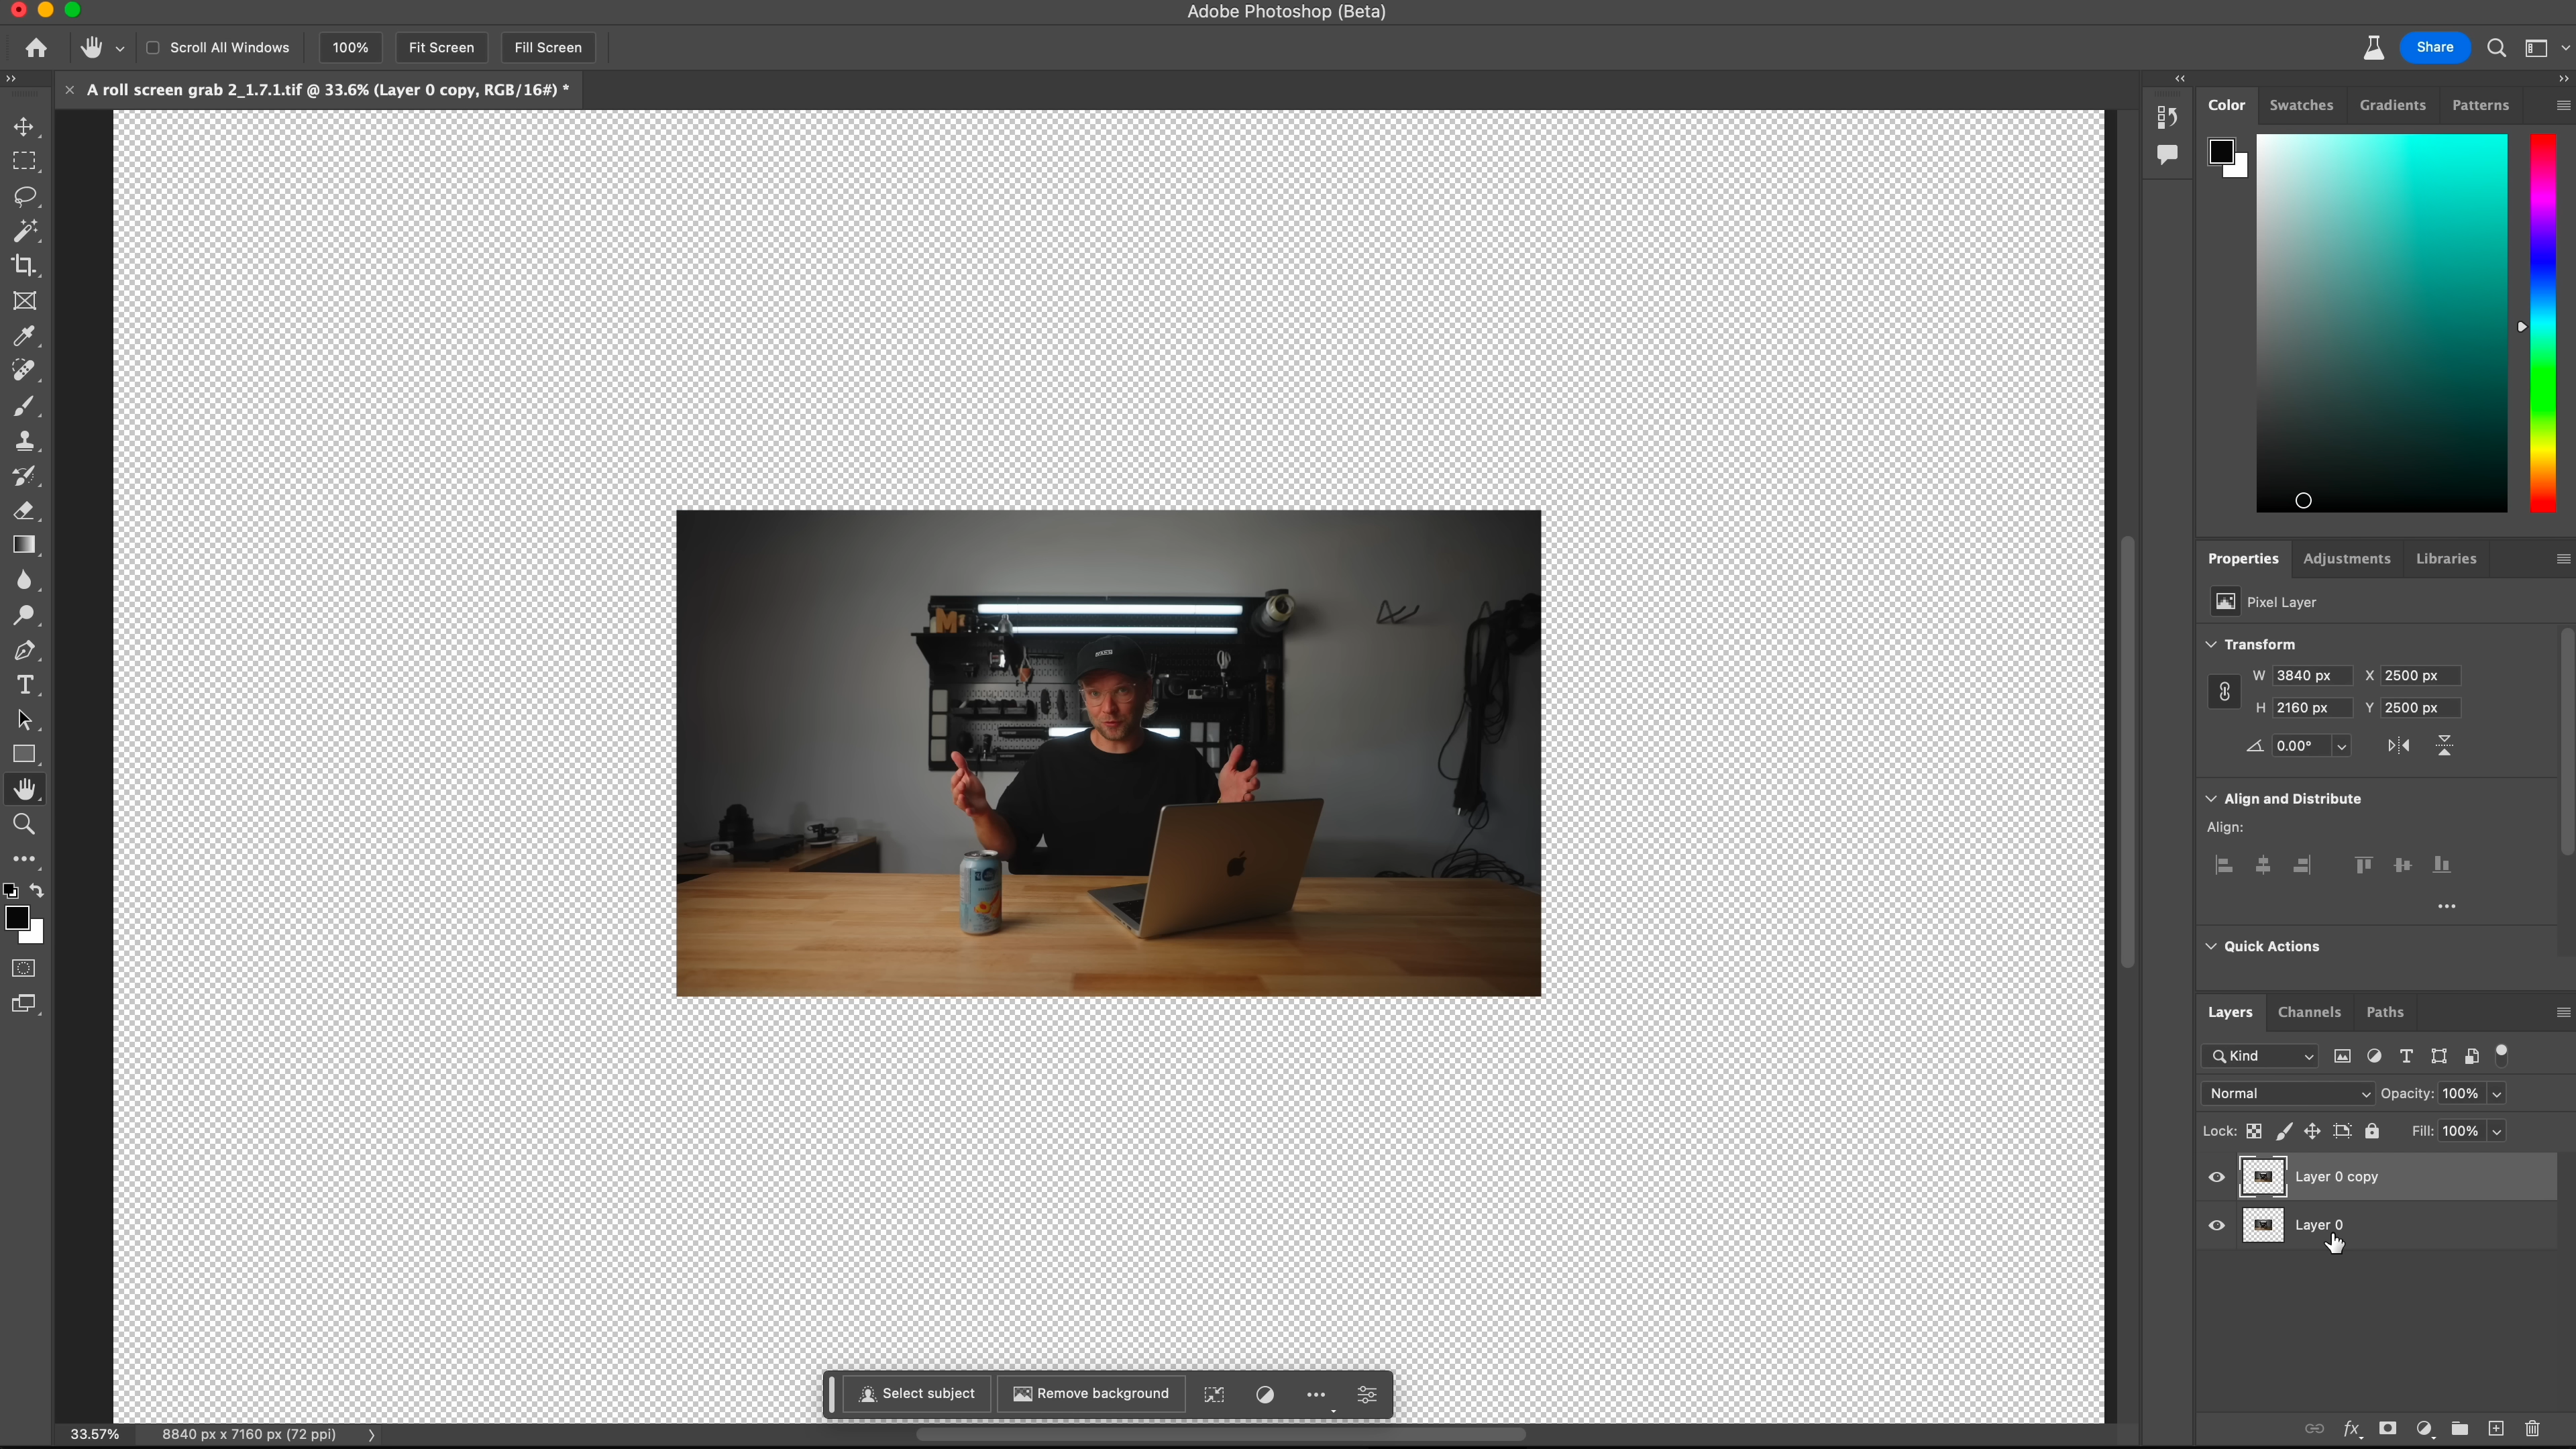 Adobe Photoshop (Beta)
Scroll All Windows 100% Fit Screen Fill Screen Share
A roll screen grab 2_1.7.1.tif @ 33.6% (Layer 0 copy, RGB/16#) *
Color Swatches Gradients Patterns
Properties Adjustments Libraries
Pixel Layer
Transform
W 3840 px X 2500 px
H 2160 px Y 2500 px
0.00°
Align and Distribute
Align:
Quick Actions
Layers Channels Paths
Kind
Normal Opacity: 100%
Lock: Fill: 100%
Layer 0 copy
Layer 0
M
Select subject Remove background
33.57% 8840 px x 7160 px (72 ppi)